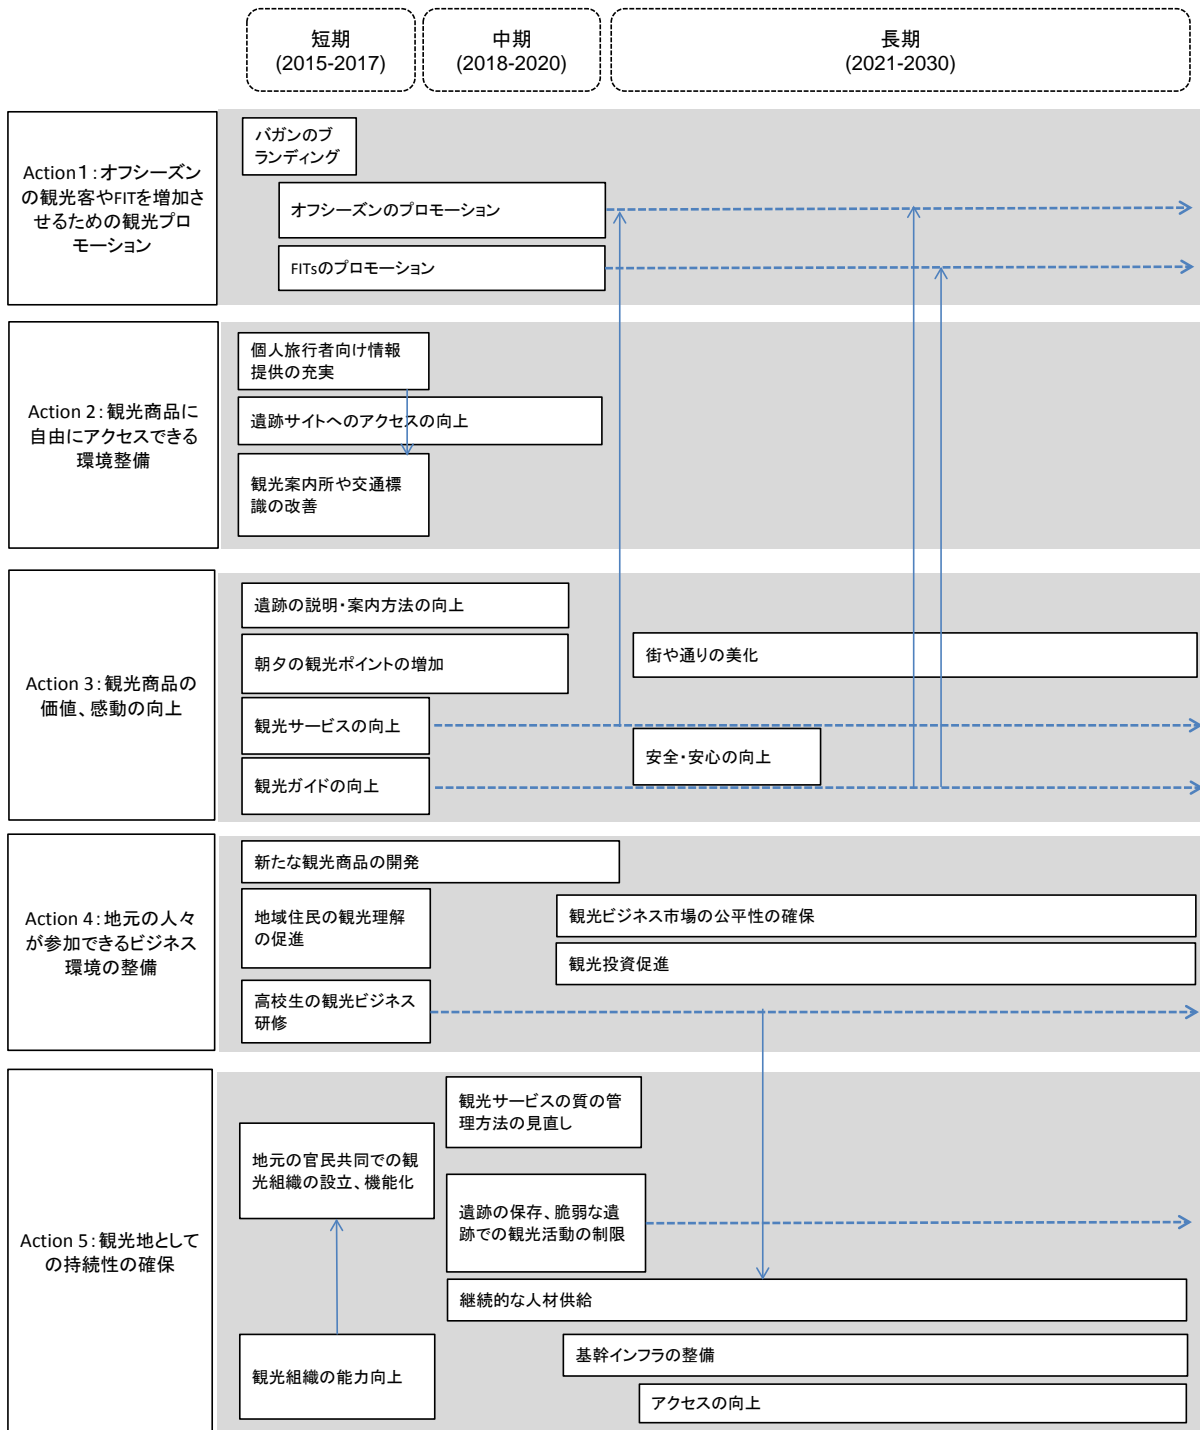 短期
(2015-2017)
中期
(2018-2020)
長期
(2021-2030)
Action１：オフシーズン
の観光客やFITを増加さ
せるための観光プロ
モーション
バガンのブ
ランディング
オフシーズンのプロモーション
FITsのプロモーション
Action 2：観光商品に
自由にアクセスできる
環境整備
個人旅行者向け情報
提供の充実
遺跡サイトへのアクセスの向上
観光案内所や交通標
識の改善
Action 3：観光商品の
価値、感動の向上
遺跡の説明・案内方法の向上
朝夕の観光ポイントの増加
街や通りの美化
観光サービスの向上
安全・安心の向上
観光ガイドの向上
Action 4：地元の人々
が参加できるビジネス
環境の整備
新たな観光商品の開発
地域住民の観光理解
の促進
観光ビジネス市場の公平性の確保
観光投資促進
高校生の観光ビジネス
研修
Action 5：観光地として
の持続性の確保
観光サービスの質の管
理方法の見直し
地元の官民共同での観
光組織の設立、機能化
遺跡の保存、脆弱な遺
跡での観光活動の制限
継続的な人材供給
観光組織の能力向上
基幹インフラの整備
アクセスの向上